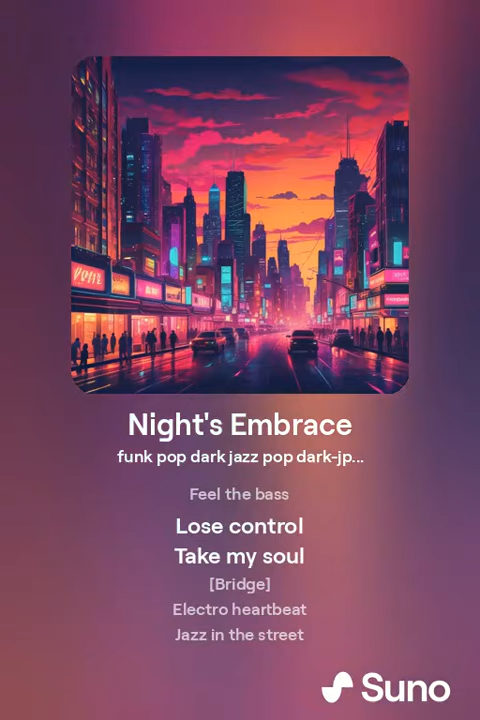 Night's Embrace
funk pop dark jazz pop dark-jp...
Feel the bass
Lose control
Take my soul
[Bridge]
Electro heartbeat
Jazz in the street
Suno